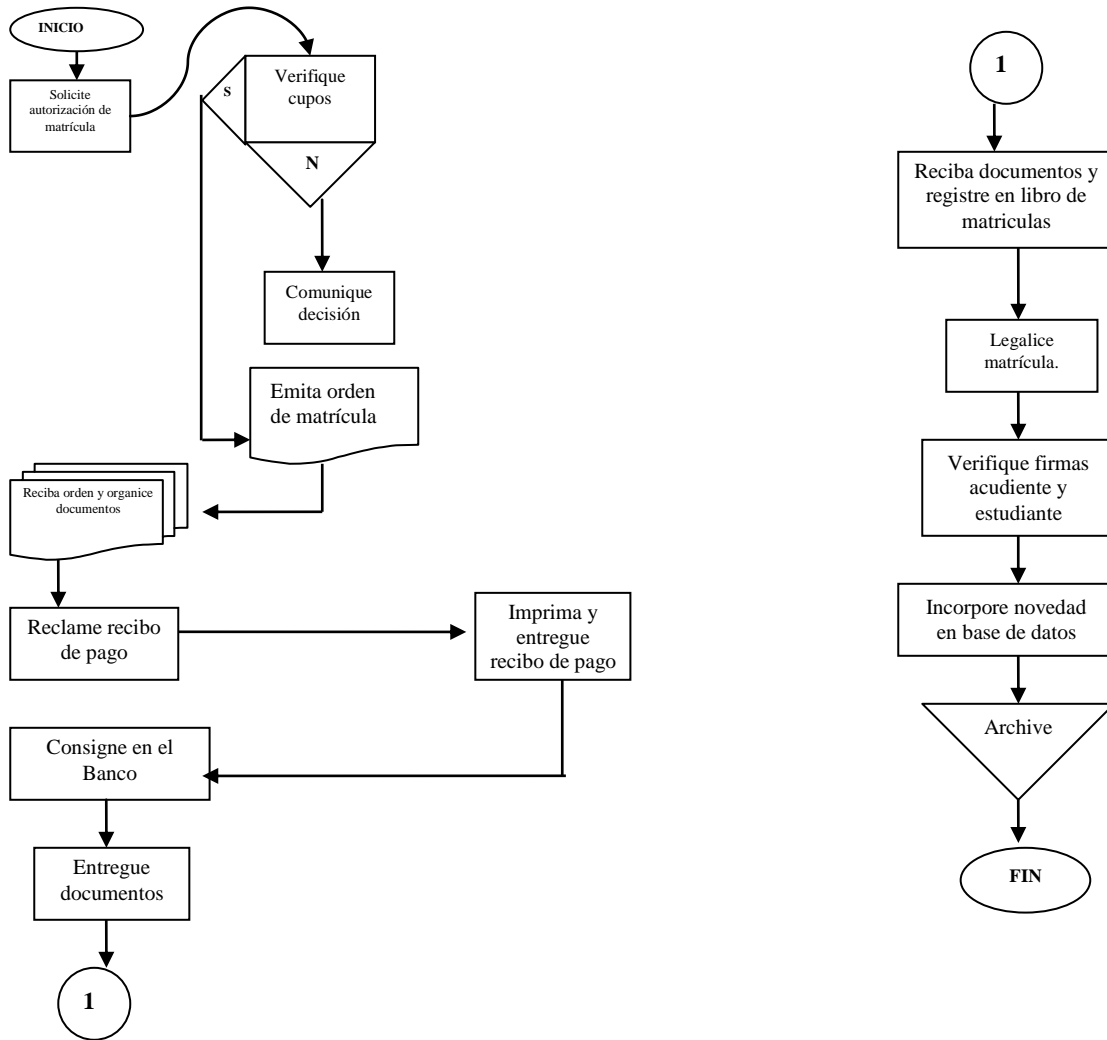 INICIO
Solicite
autorización de
matrícula
Verifique
cupos
S
N
Comunique
decisión
Emita orden
de matrícula
Reciba orden y organice
documentos
Reclame recibo
de pago
Imprima y
entregue
recibo de pago
Consigne en el
Banco
Entregue
documentos
1
1
Reciba documentos y
registre en libro de
matriculas
Legalice
matrícula.
Verifique firmas
acudiente y
estudiante
Incorpore novedad
en base de datos
Archive
FIN